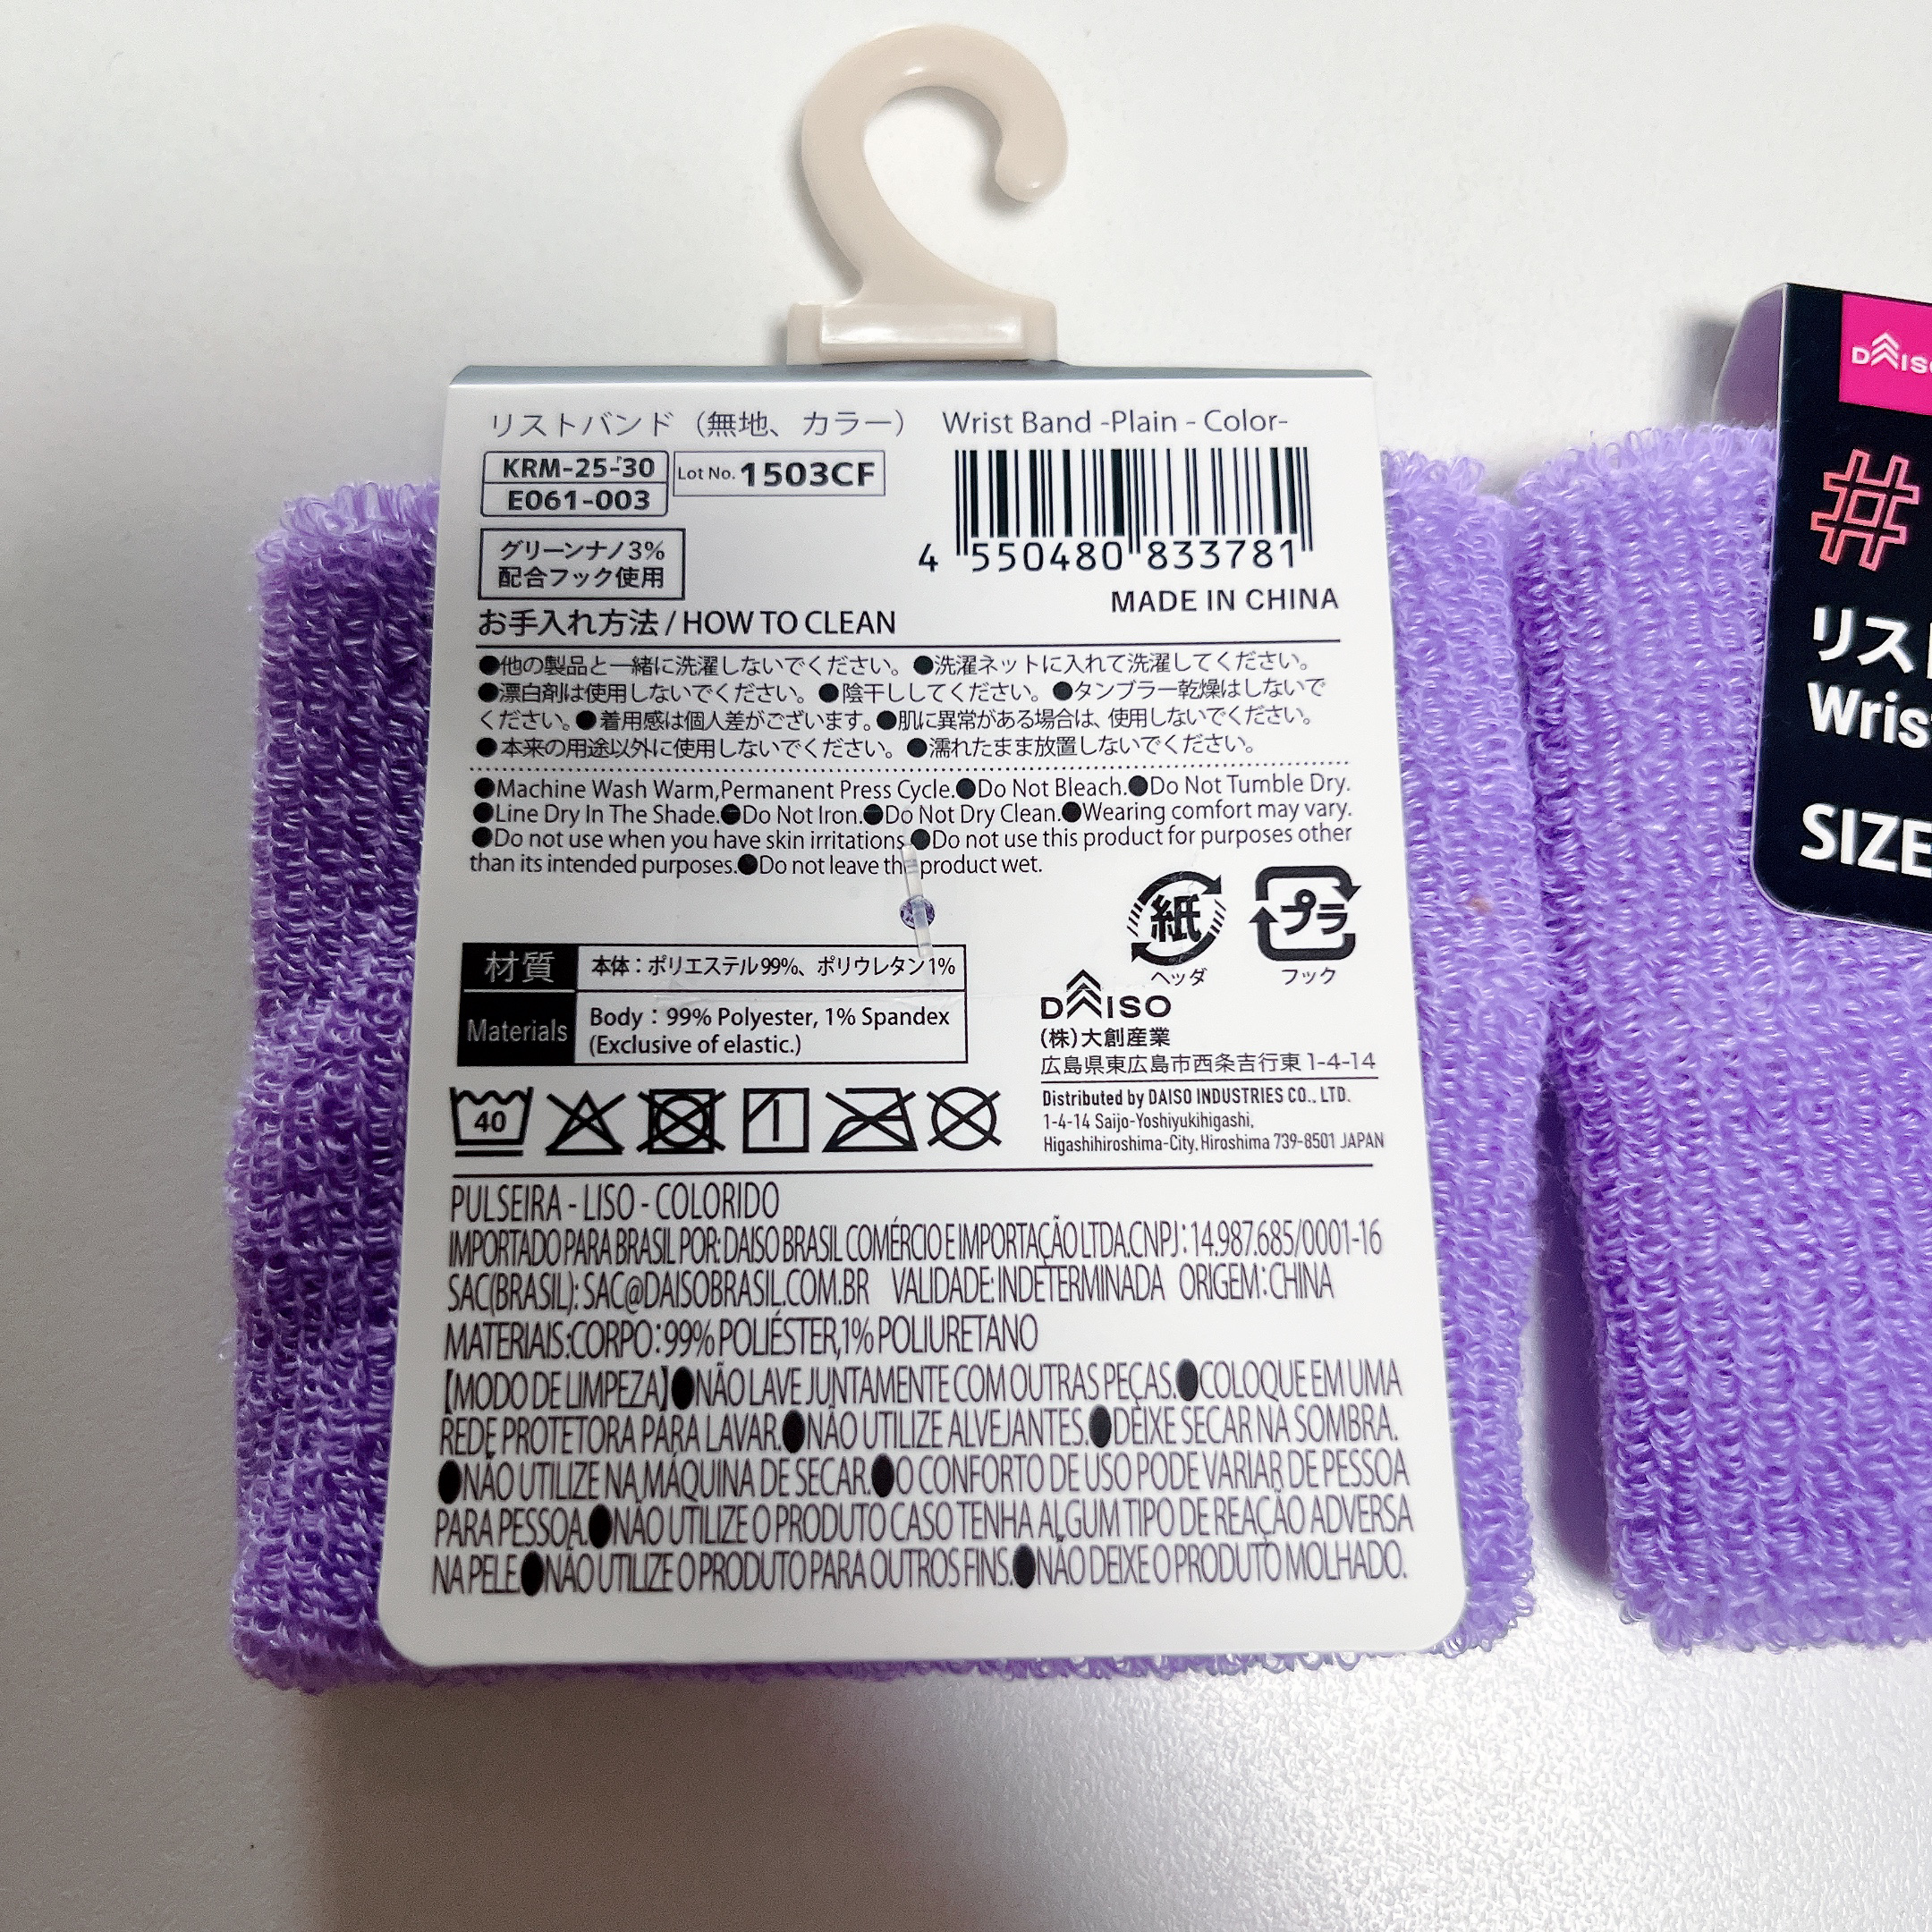 リストバンド（無地、カラー） Wrist Band -Plain - Color-
KRM-25-'30
E061-003
Lot No. 1503CF
グリーンナノ3%
配合フック使用
4 550480 833781
MADE IN CHINA
お手入れ方法 / HOW TO CLEAN
●他の製品と一緒に洗濯しないでください。●洗濯ネットに入れて洗濯してください。
●漂白剤は使用しないでください。●陰干ししてください。●タンブラー乾燥はしないで
ください。●着用感は個人差がございます。●肌に異常がある場合は、使用しないでください。
●本来の用途以外に使用しないでください。●濡れたまま放置しないでください。
●Machine Wash Warm,Permanent Press Cycle.●Do Not Bleach.●Do Not Tumble Dry.
●Line Dry In The Shade.●Do Not Iron.●Do Not Dry Clean.●Wearing comfort may vary.
●Do not use when you have skin irritations.●Do not use this product for purposes other
than its intended purposes.●Do not leave the product wet.
紙
ヘッダ
プラ
フック
材質 本体：ポリエステル99%、ポリウレタン1%
Materials Body：99% Polyester, 1% Spandex
(Exclusive of elastic.)
40
DAISO
(株)大創産業
広島県東広島市西条吉行東 1-4-14
Distributed by DAISO INDUSTRIES CO., LTD.
1-4-14 Saijo-Yoshiyukihigashi,
Higashihiroshima-City, Hiroshima 739-8501 JAPAN
PULSEIRA - LISO - COLORIDO
IMPORTADO PARA BRASIL POR: DAISO BRASIL COMÉRCIO E IMPORTAÇÃO LTDA.CNPJ：14.987.685/0001-16
SAC(BRASIL): SAC@DAISOBRASIL.COM.BR VALIDADE: INDETERMINADA ORIGEM：CHINA
MATERIAIS:CORPO：99% POLIÉSTER,1% POLIURETANO
【MODO DE LIMPEZA】●NÃO LAVE JUNTAMENTE COM OUTRAS PEÇAS.●COLOQUE EM UMA
REDE PROTETORA PARA LAVAR.●NÃO UTILIZE ALVEJANTES.●DEIXE SECAR NA SOMBRA.
●NÃO UTILIZE NA MÁQUINA DE SECAR.●O CONFORTO DE USO PODE VARIAR DE PESSOA
PARA PESSOA.●NÃO UTILIZE O PRODUTO CASO TENHA ALGUM TIPO DE REAÇÃO ADVERSA
NA PELE.●NÃO UTILIZE O PRODUTO PARA OUTROS FINS.●NÃO DEIXE O PRODUTO MOLHADO.
DAISO
#
リスト
Wris
SIZE